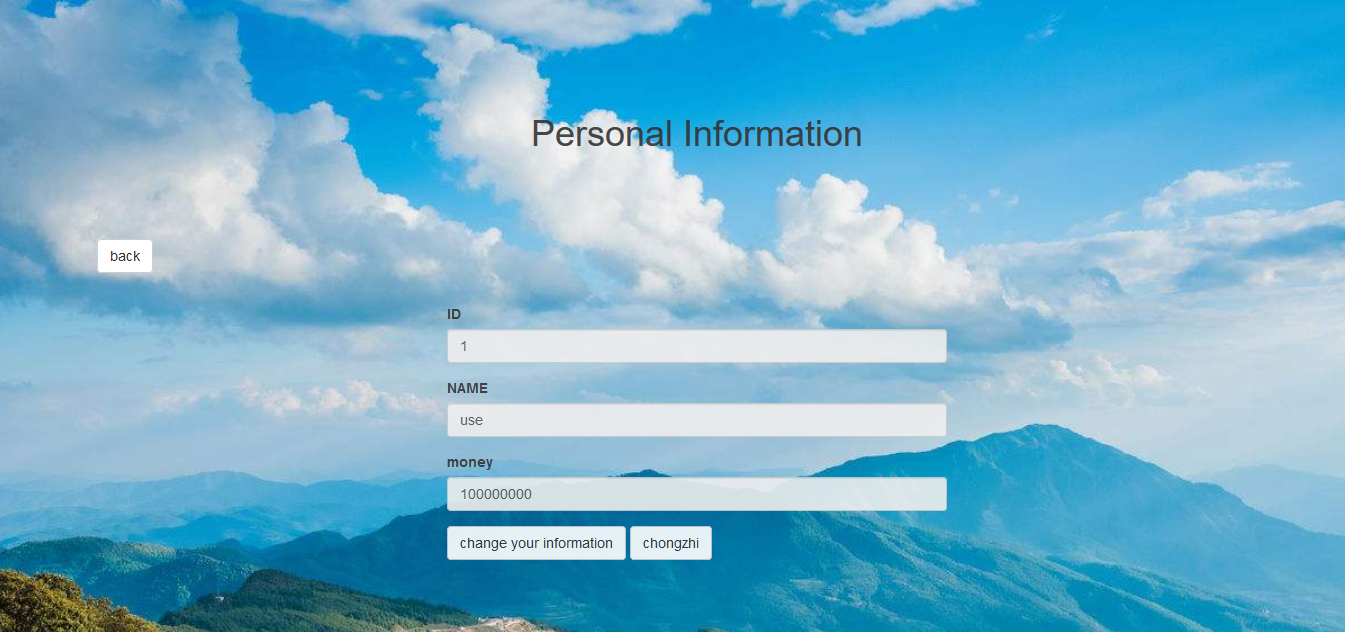 Personal Information
back
ID
1
NAME
use
money
100000000
change your information chongzhi